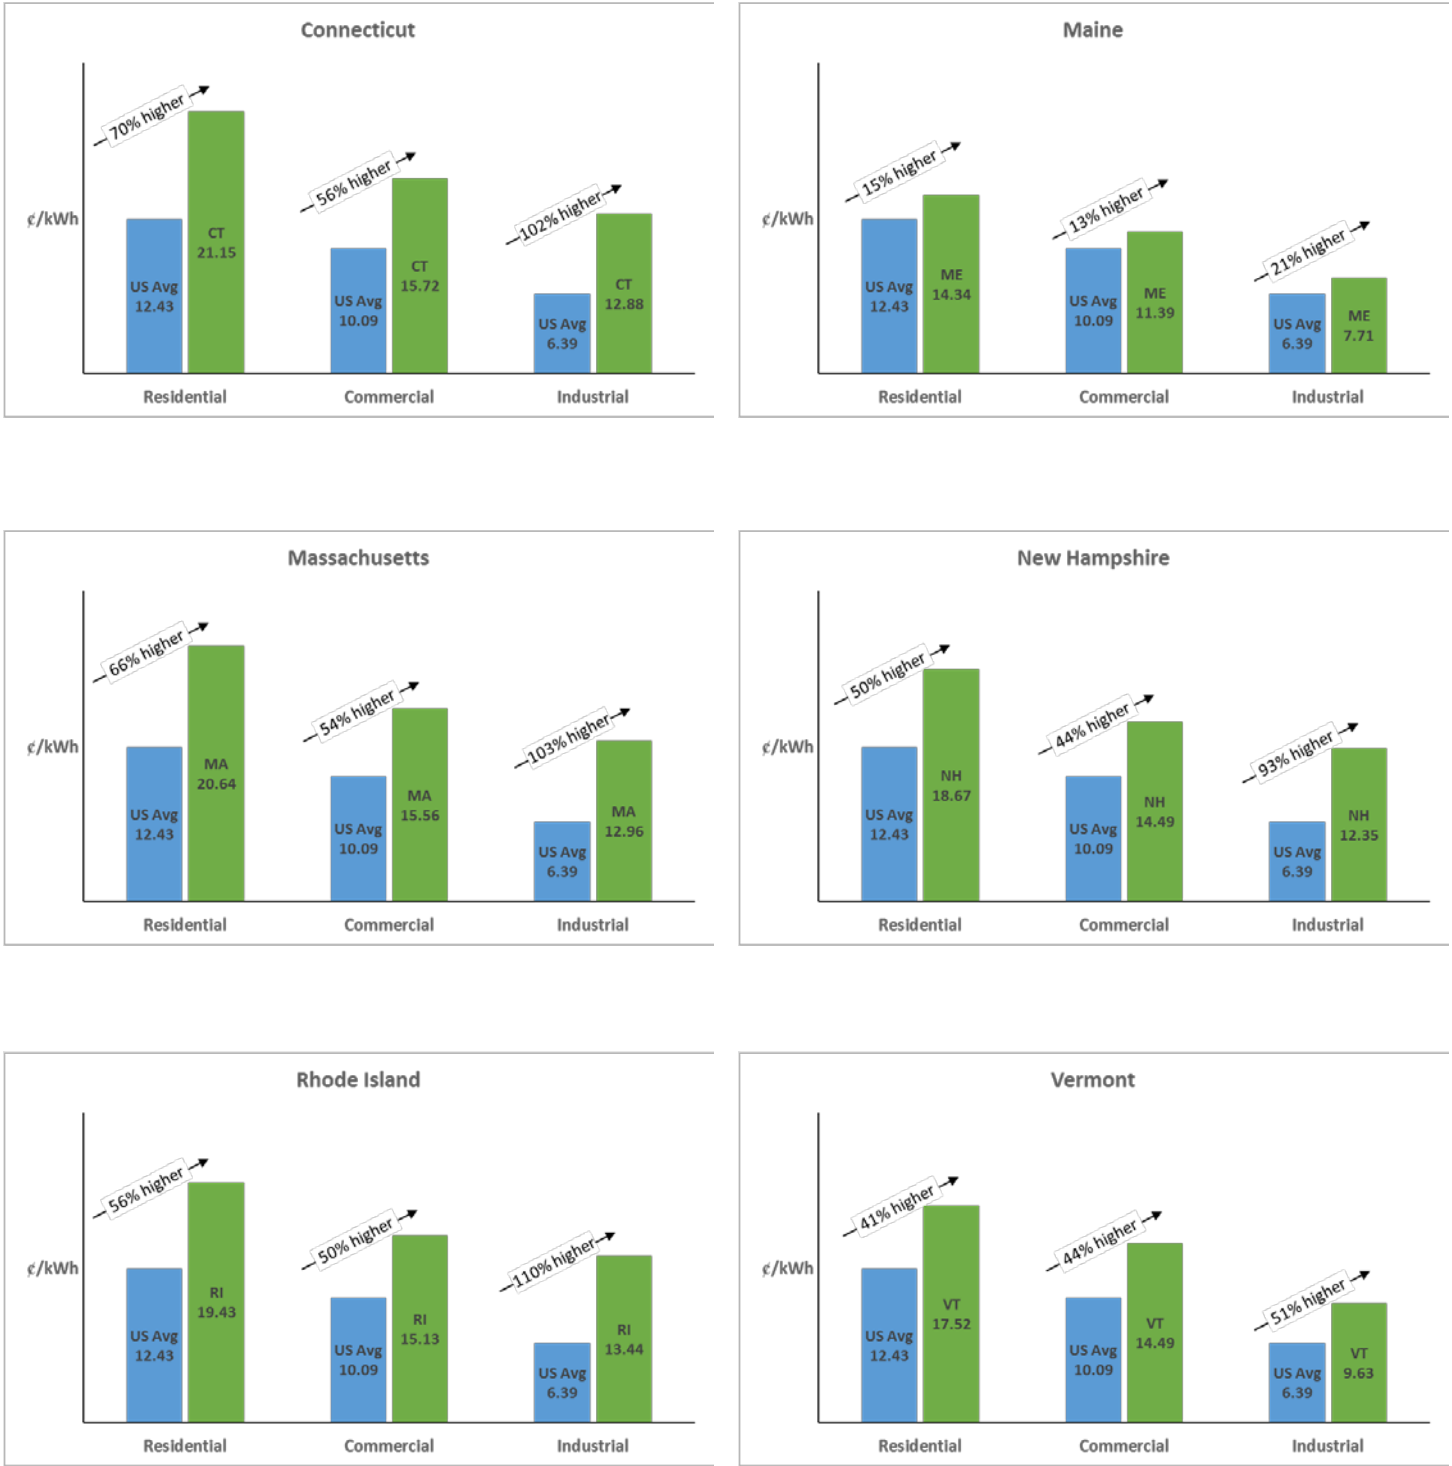 Connecticut
¢/kWh
70% higher
US Avg
12.43
CT
21.15
56% higher
US Avg
10.09
CT
15.72
102% higher
US Avg
6.39
CT
12.88
Residential
Commercial
Industrial
Maine
¢/kWh
15% higher
US Avg
12.43
ME
14.34
13% higher
US Avg
10.09
ME
11.39
21% higher
US Avg
6.39
ME
7.71
Residential
Commercial
Industrial
Massachusetts
¢/kWh
66% higher
US Avg
12.43
MA
20.64
54% higher
US Avg
10.09
MA
15.56
103% higher
US Avg
6.39
MA
12.96
Residential
Commercial
Industrial
New Hampshire
¢/kWh
50% higher
US Avg
12.43
NH
18.67
44% higher
US Avg
10.09
NH
14.49
93% higher
US Avg
6.39
NH
12.35
Residential
Commercial
Industrial
Rhode Island
¢/kWh
56% higher
US Avg
12.43
RI
19.43
50% higher
US Avg
10.09
RI
15.13
110% higher
US Avg
6.39
RI
13.44
Residential
Commercial
Industrial
Vermont
¢/kWh
41% higher
US Avg
12.43
VT
17.52
44% higher
US Avg
10.09
VT
14.49
51% higher
US Avg
6.39
VT
9.63
Residential
Commercial
Industrial